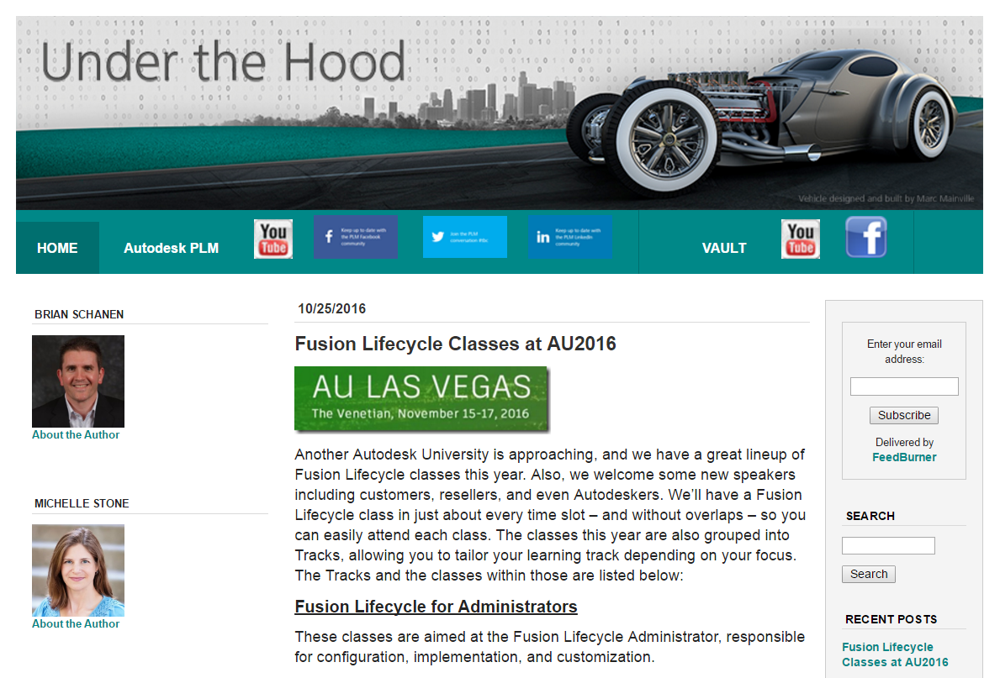 Under the Hood
Vehicle designed and built by Marc Mainville
HOME
Autodesk PLM
You
Tube
Keep up to date with
the PLM Facebook
community
Join the PLM
conversation
Keep up to date with
the PLM LinkedIn
community
VAULT
You
Tube
BRIAN SCHANEN
About the Author
MICHELLE STONE
About the Author
10/25/2016
Fusion Lifecycle Classes at AU2016
AU LAS VEGAS
The Venetian, November 15-17, 2016
Another Autodesk University is approaching, and we have a great lineup of
Fusion Lifecycle classes this year. Also, we welcome some new speakers
including customers, resellers, and even Autodeskers. We’ll have a Fusion
Lifecycle class in just about every time slot – and without overlaps – so you
can easily attend each class. The classes this year are also grouped into
Tracks, allowing you to tailor your learning track depending on your focus.
The Tracks and the classes within those are listed below:
Fusion Lifecycle for Administrators
These classes are aimed at the Fusion Lifecycle Administrator, responsible
for configuration, implementation, and customization.
Enter your email
address:
Subscribe
Delivered by
FeedBurner
SEARCH
Search
RECENT POSTS
Fusion Lifecycle
Classes at AU2016